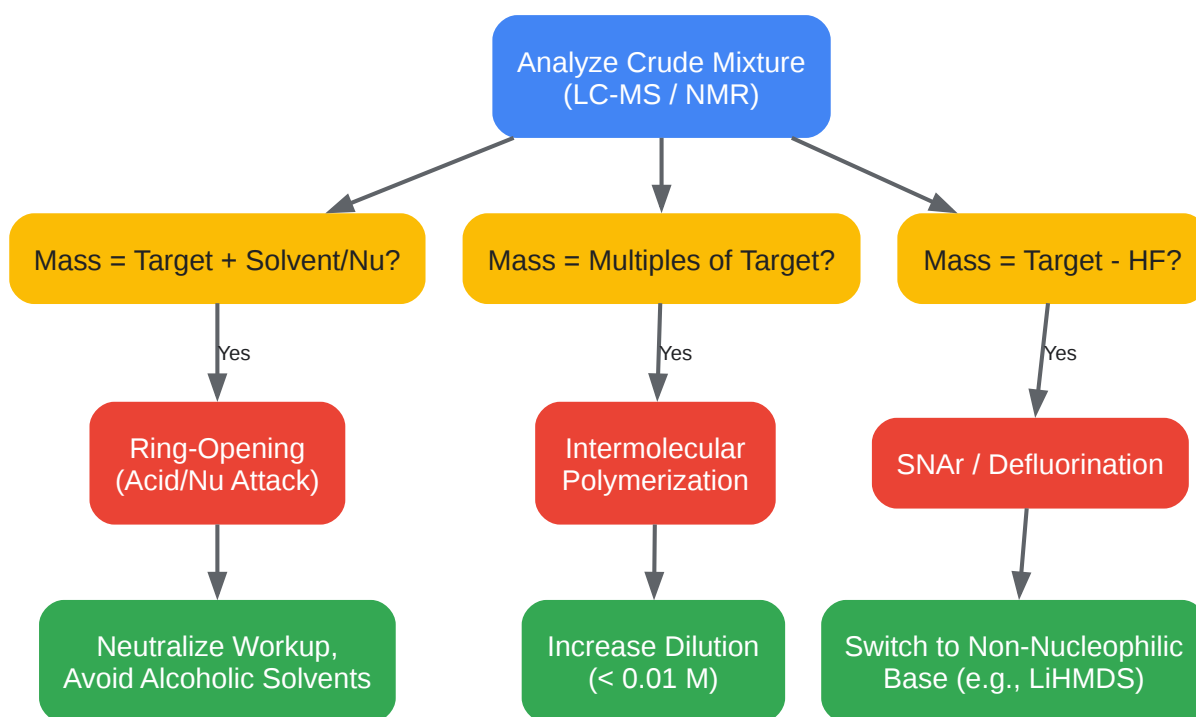 Analyze Crude Mixture
(LC-MS / NMR)
Mass = Target + Solvent/Nu?
Mass = Multiples of Target?
Mass = Target - HF?
Yes
Yes
Yes
Ring-Opening
(Acid/Nu Attack)
Intermolecular
Polymerization
SNAr / Defluorination
Neutralize Workup,
Avoid Alcoholic Solvents
Increase Dilution
(< 0.01 M)
Switch to Non-Nucleophilic
Base (e.g., LiHMDS)